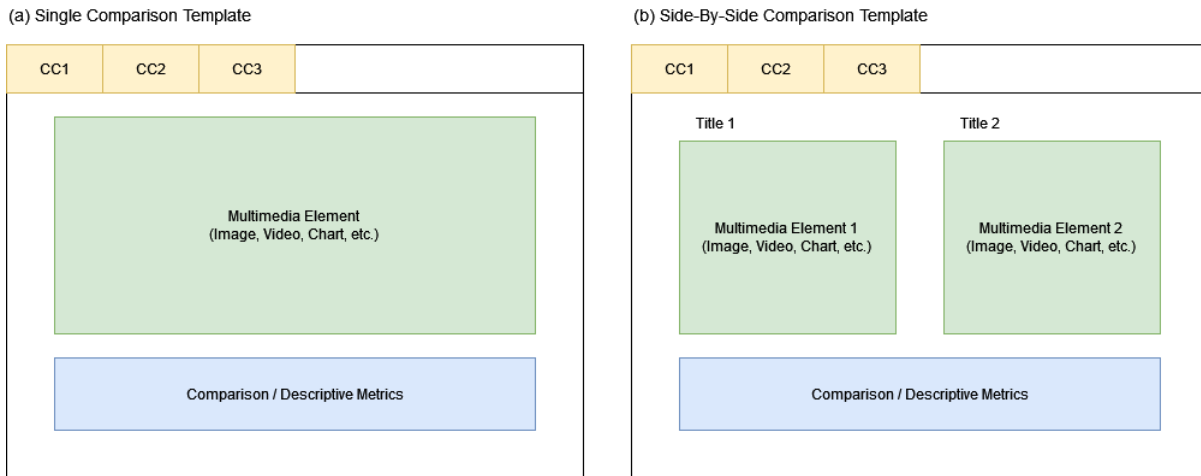 (a) Single Comparison Template
CC1
CC2
CC3
Multimedia Element
(Image, Video, Chart, etc.)
Comparison / Descriptive Metrics
(b) Side-By-Side Comparison Template
CC1
CC2
CC3
Title 1
Title 2
Multimedia Element 1
(Image, Video, Chart, etc.)
Multimedia Element 2
(Image, Video, Chart, etc.)
Comparison / Descriptive Metrics